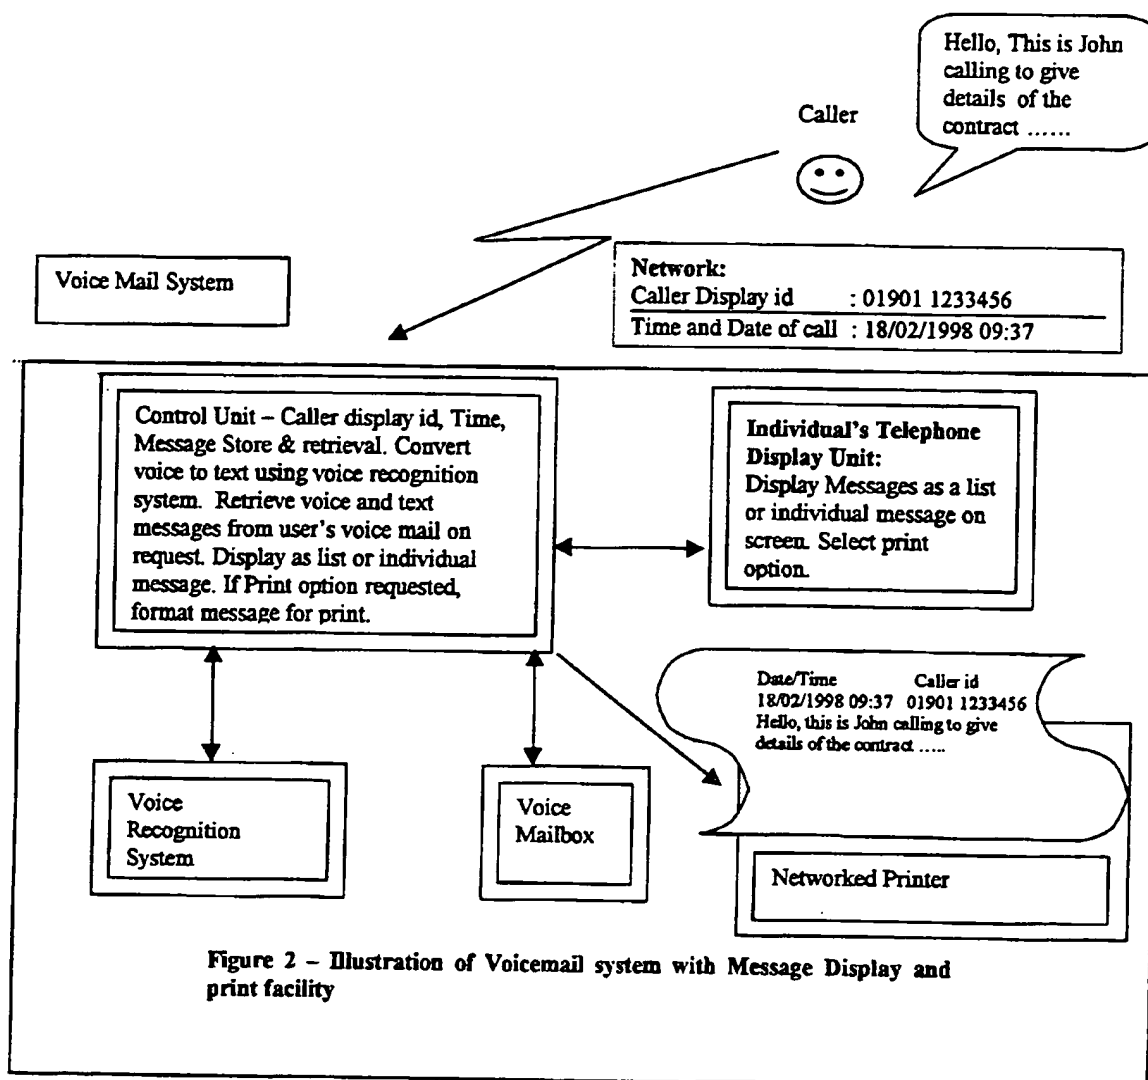 Hello, This is John
calling to give
details of the
contract ......
Caller
Voice Mail System
Network:
Caller Display id : 01901 1233456
Time and Date of call : 18/02/1998 09:37
Control Unit – Caller display id, Time,
Message Store & retrieval. Convert
voice to text using voice recognition
system. Retrieve voice and text
messages from user's voice mail on
request. Display as list or individual
message. If Print option requested,
format message for print.
Individual's Telephone
Display Unit:
Display Messages as a list
or individual message on
screen. Select print
option.
Date/Time Caller id
18/02/1998 09:37 01901 1233456
Hello, this is John calling to give
details of the contract .....
Voice
Recognition
System
Voice
Mailbox
Networked Printer
Figure 2 – Illustration of Voicemail system with Message Display and
print facility